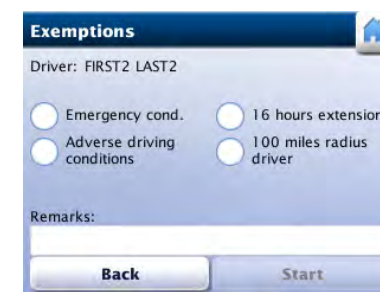 Exemptions
Driver: FIRST2 LAST2
Emergency cond.
16 hours extension
Adverse driving
conditions
100 miles radius
driver
Remarks:
Back
Start